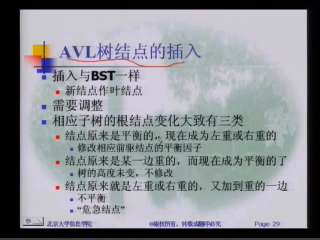 AVL树结点的插入
插入与BST一样
新结点作叶结点
需要调整
相应子树的根结点变化大致有三类
结点原来是平衡的，现在成为左重或右重的
修改相应前驱结点的平衡因子
结点原来是某一边重的，而现在成为平衡的了
树的高度未变，不修改
结点原来就是左重或右重的，又加到重的一边
不平衡
“危急结点”
北京大学信息学院
©版权所有，转载或翻印必究
Page 29